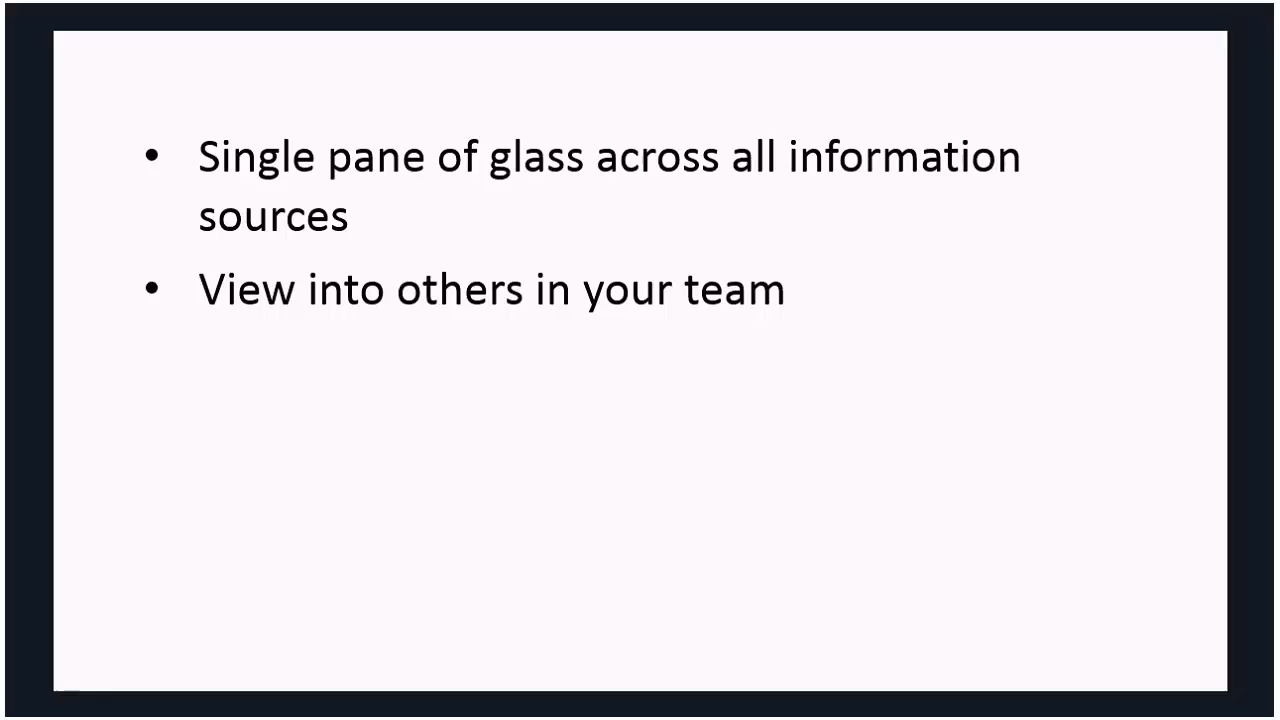 • Single pane of glass across all information
sources
• View into others in your team